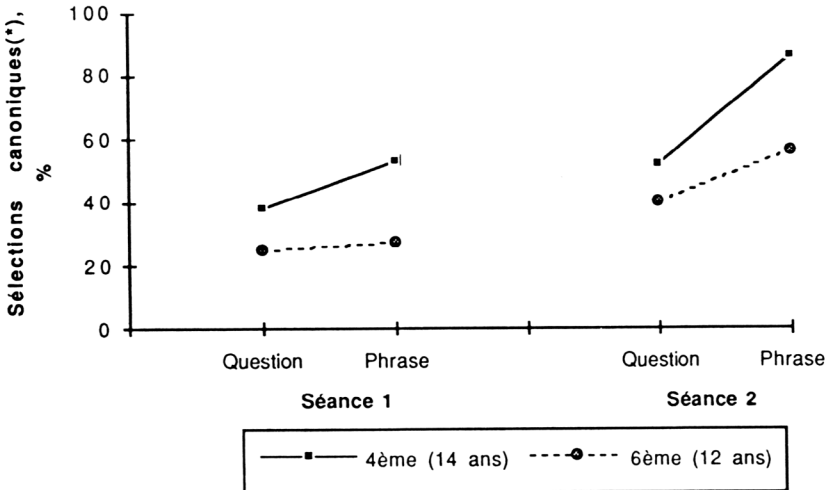 Sélections canoniques(*),
%
100
80
60
40
20
0
Question Phrase Question Phrase
Séance 1 Séance 2
4ème (14 ans) 6ème (12 ans)